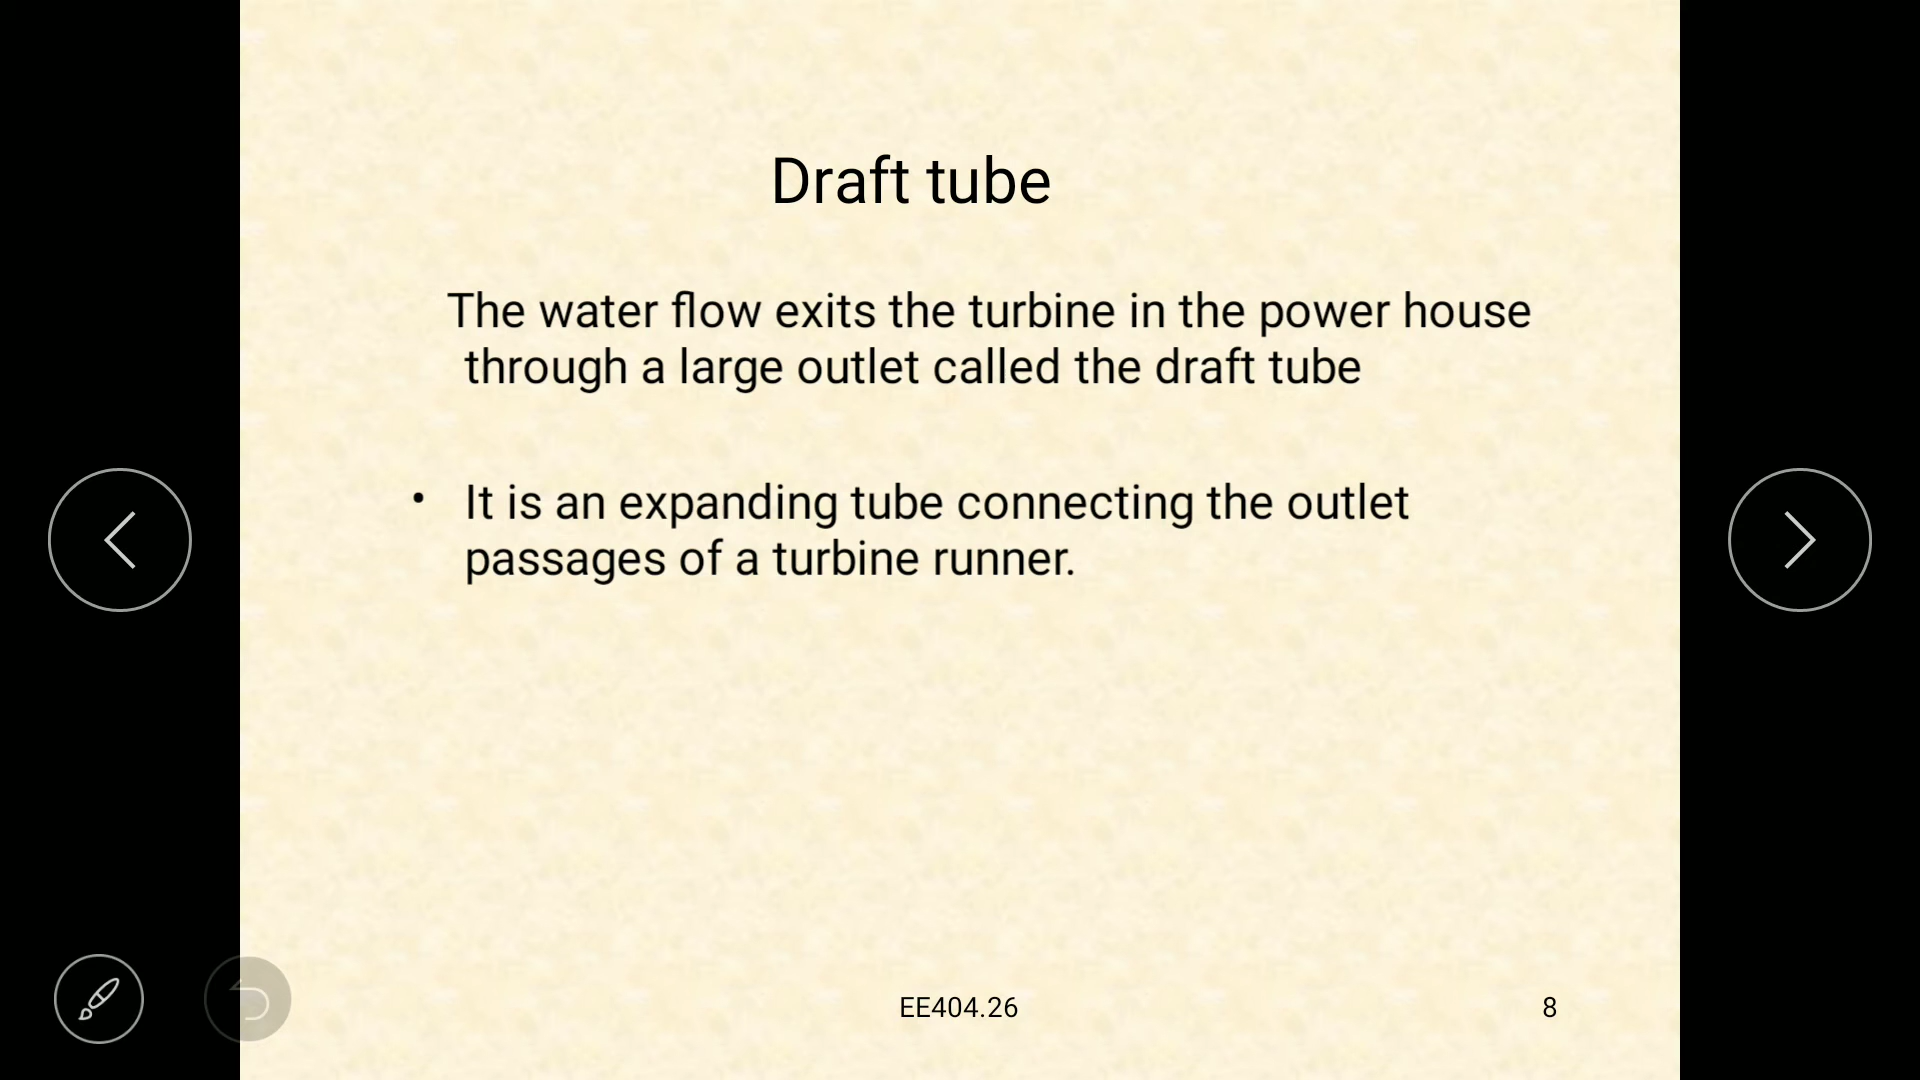 Draft tube
The water flow exits the turbine in the power house
through a large outlet called the draft tube
• It is an expanding tube connecting the outlet
passages of a turbine runner.
EE404.26
8